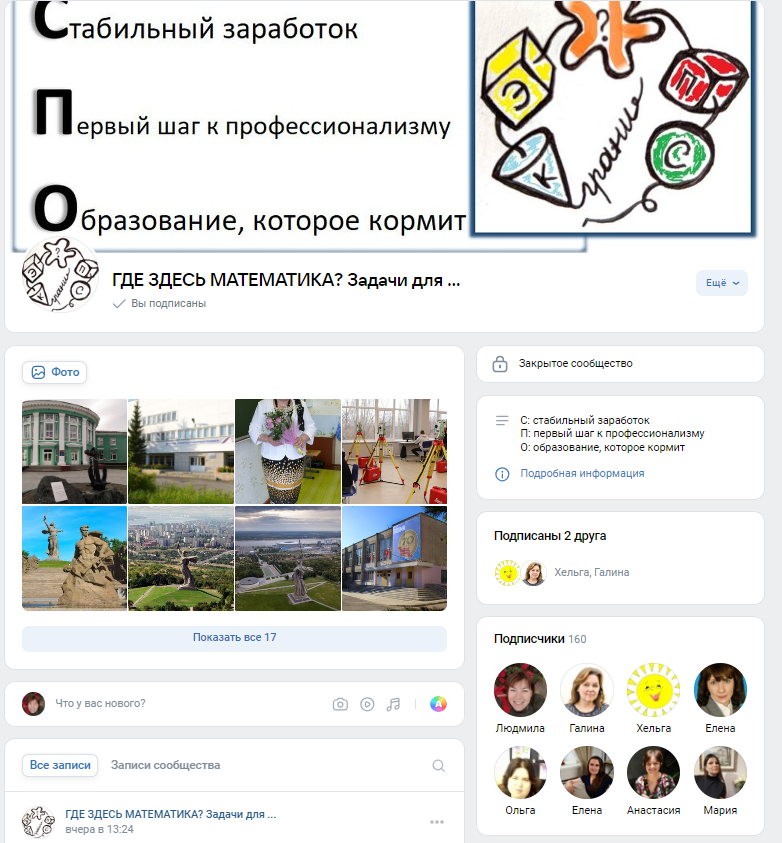 Стабильный заработок
Первый шаг к профессионализму
Образование, которое кормит
?
Э
П
К
С
грани
?
Э
П
К
С
грани
ГДЕ ЗДЕСЬ МАТЕМАТИКА? Задачи для ...
Вы подписаны
Ещё
Фото
Показать все 17
Что у вас нового?
Все записи
Записи сообщества
ГДЕ ЗДЕСЬ МАТЕМАТИКА? Задачи для ...
вчера в 13:24
Закрытое сообщество
С: стабильный заработок
П: первый шаг к профессионализму
О: образование, которое кормит
Подробная информация
Подписаны 2 друга
Хельга, Галина
Подписчики 160
Людмила
Галина
Хельга
Елена
Ольга
Елена
Анастасия
Мария